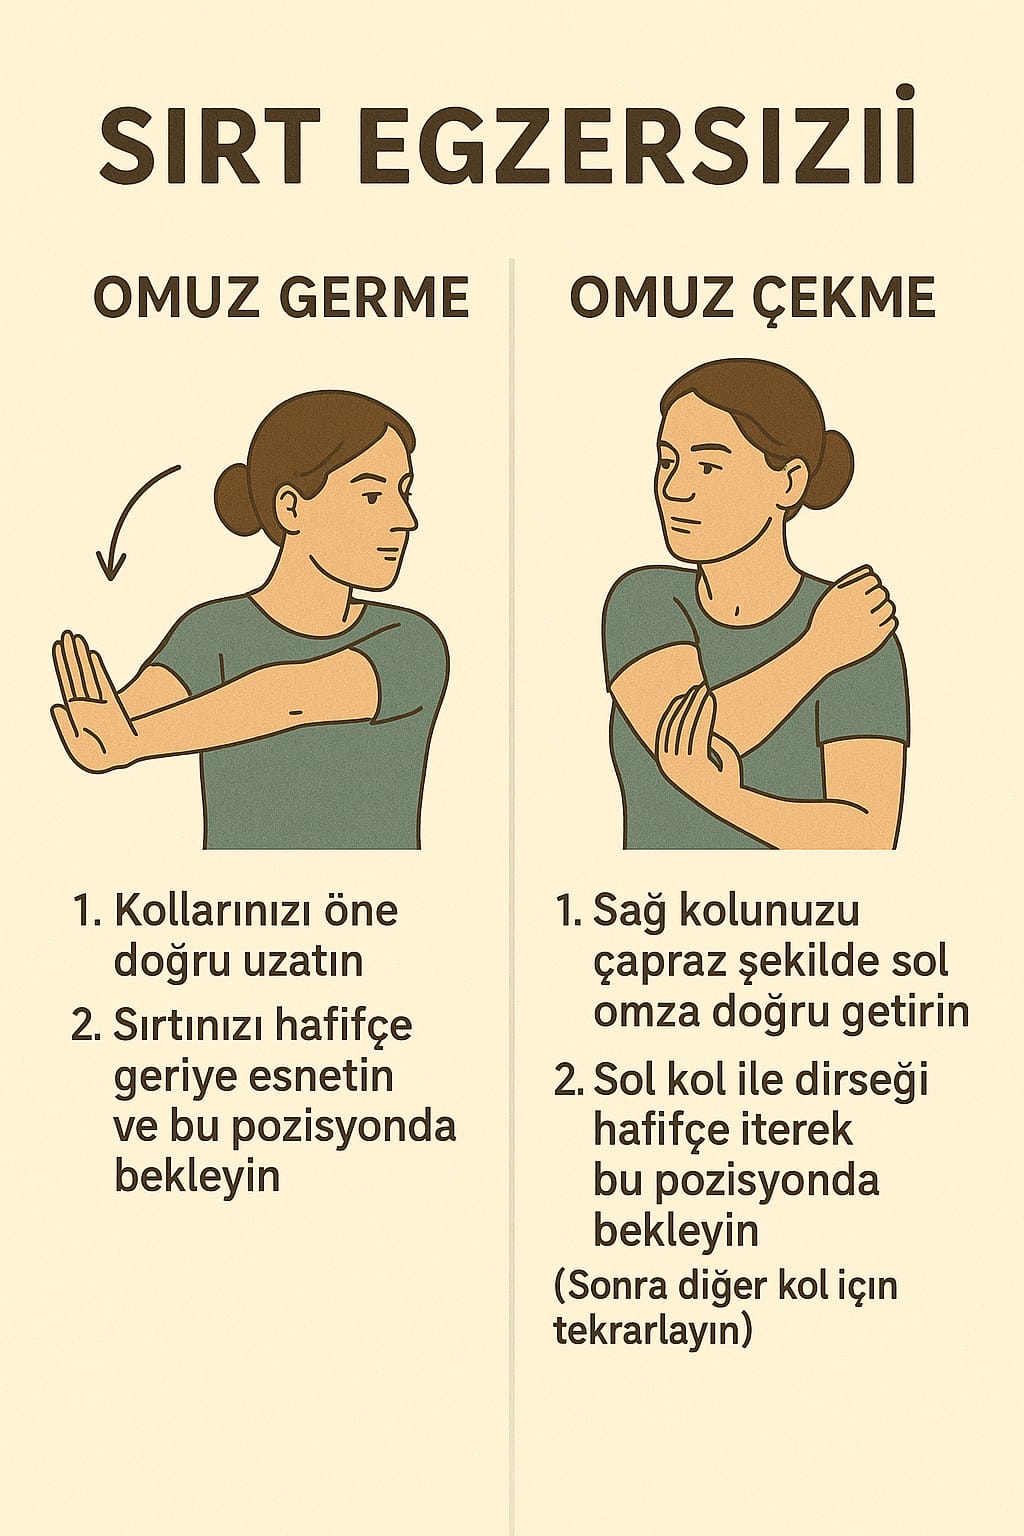 SIRT EGZERSIZIİ
OMUZ GERME
1. Kollarınızı öne
doğru uzatın
2. Sırtınızı hafifçe
geriye esnetin
ve bu pozisyonda
bekleyin
OMUZ ÇEKME
1. Sağ kolunuzu
çapraz şekilde sol
omza doğru getirin
2. Sol kol ile dirseği
hafifçe iterek
bu pozisyonda
bekleyin
(Sonra diğer kol için
tekrarlayın)